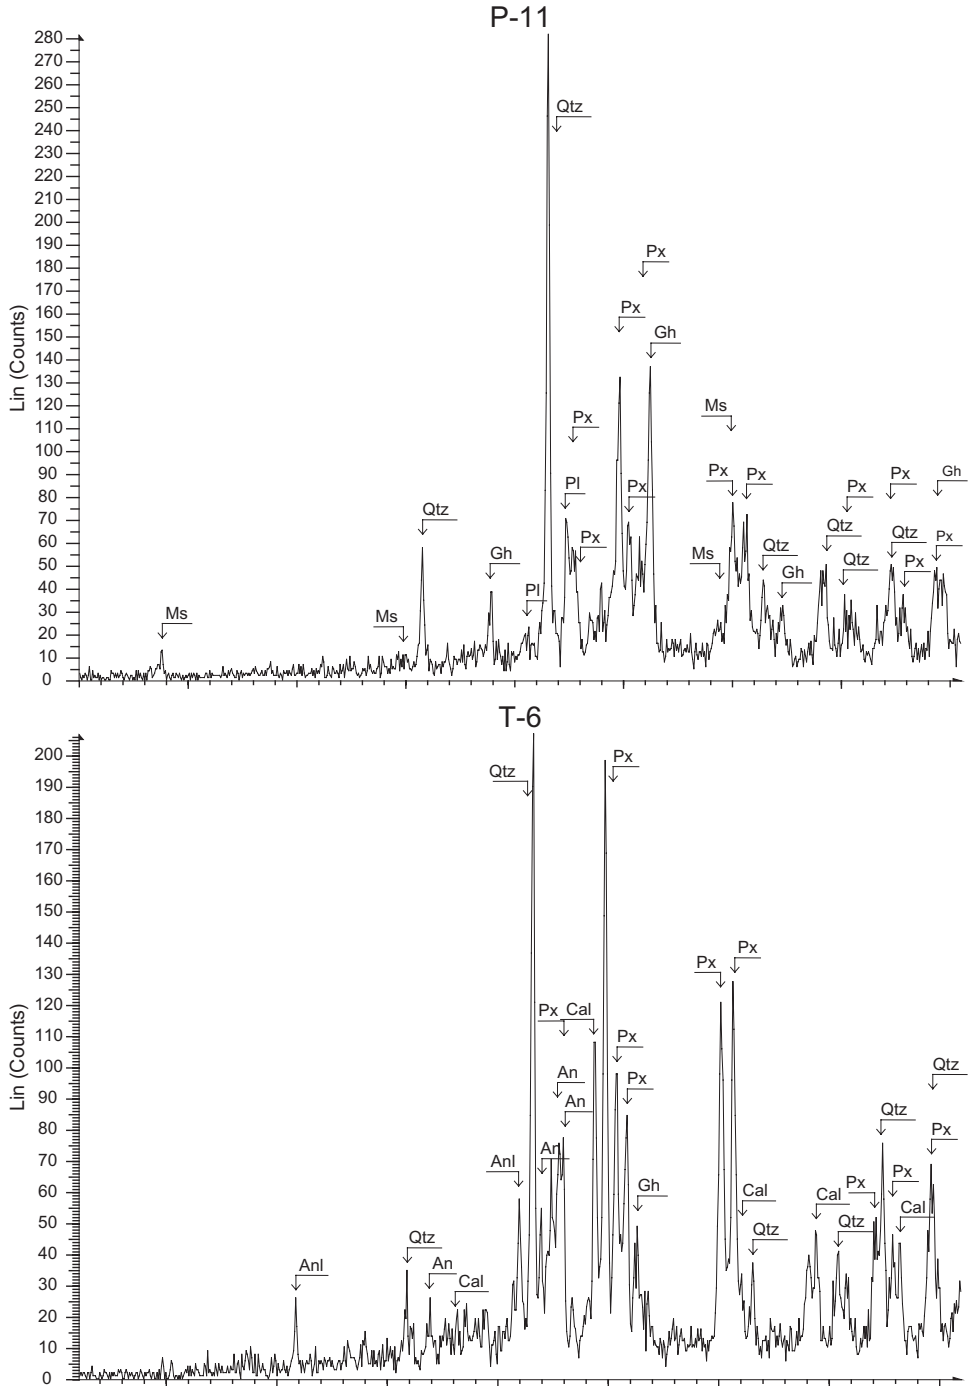 P-11
280
270
260
250
240
230
220
210
200
190
180
170
160
150
140
130
120
110
100
90
80
70
60
50
40
30
20
10
0
Lin (Counts)
Qtz
Px
Px
Gh
Ms
Px
Px
Px
Px
Px
Gh
Pl
Px
Qtz
Qtz
Qtz
Px
Px
Ms
Qtz
Gh
Qtz
Px
Gh
Pl
Ms
Ms
T-6
200
190
180
170
160
150
140
130
120
110
100
90
80
70
60
50
40
30
20
10
0
Lin (Counts)
Qtz
Px
Px
Px
Px
Cal
Px
An
Px
Qtz
An
Qtz
Px
Anl
An
Gh
Px
Px
Cal
Cal
Cal
Qtz
Qtz
Qtz
An
Anl
Cal